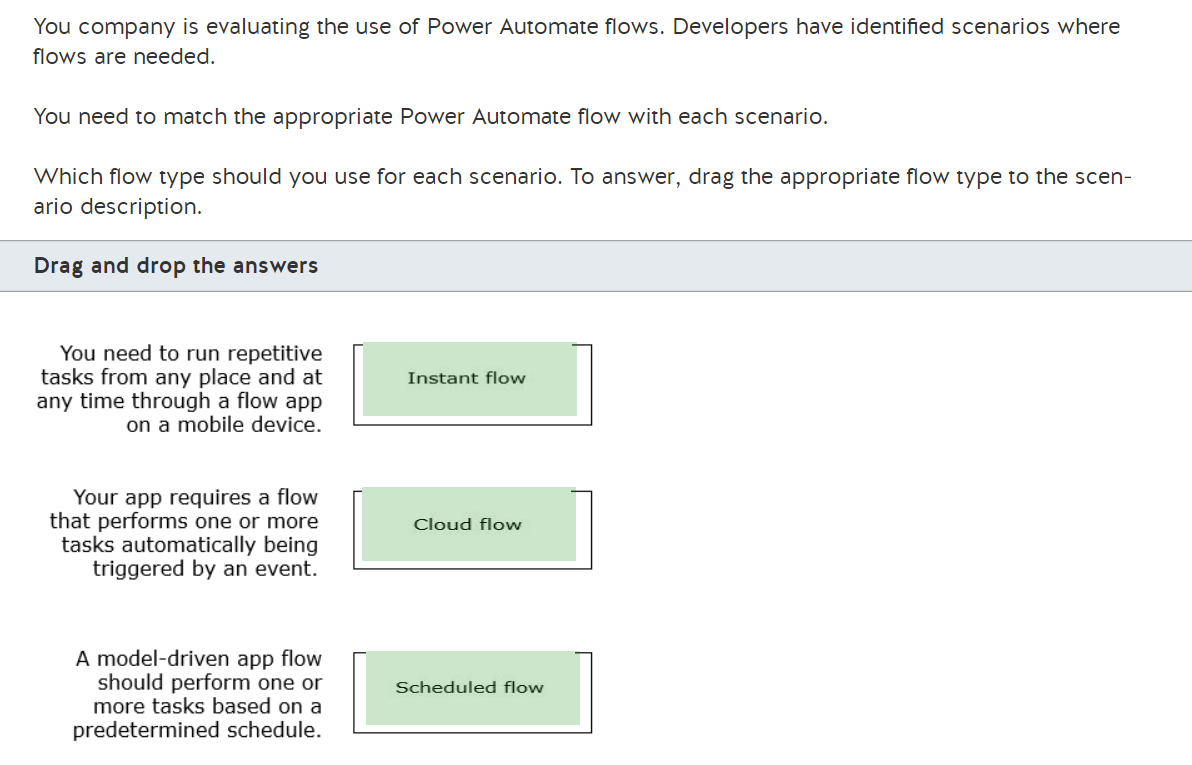 You company is evaluating the use of Power Automate flows. Developers have identified scenarios where
flows are needed.
You need to match the appropriate Power Automate flow with each scenario.
Which flow type should you use for each scenario. To answer, drag the appropriate flow type to the scen-
ario description.
Drag and drop the answers
You need to run repetitive
tasks from any place and at
any time through a flow app
on a mobile device.
Instant flow
Your app requires a flow
that performs one or more
tasks automatically being
triggered by an event.
Cloud flow
A model-driven app flow
should perform one or
more tasks based on a
predetermined schedule.
Scheduled flow